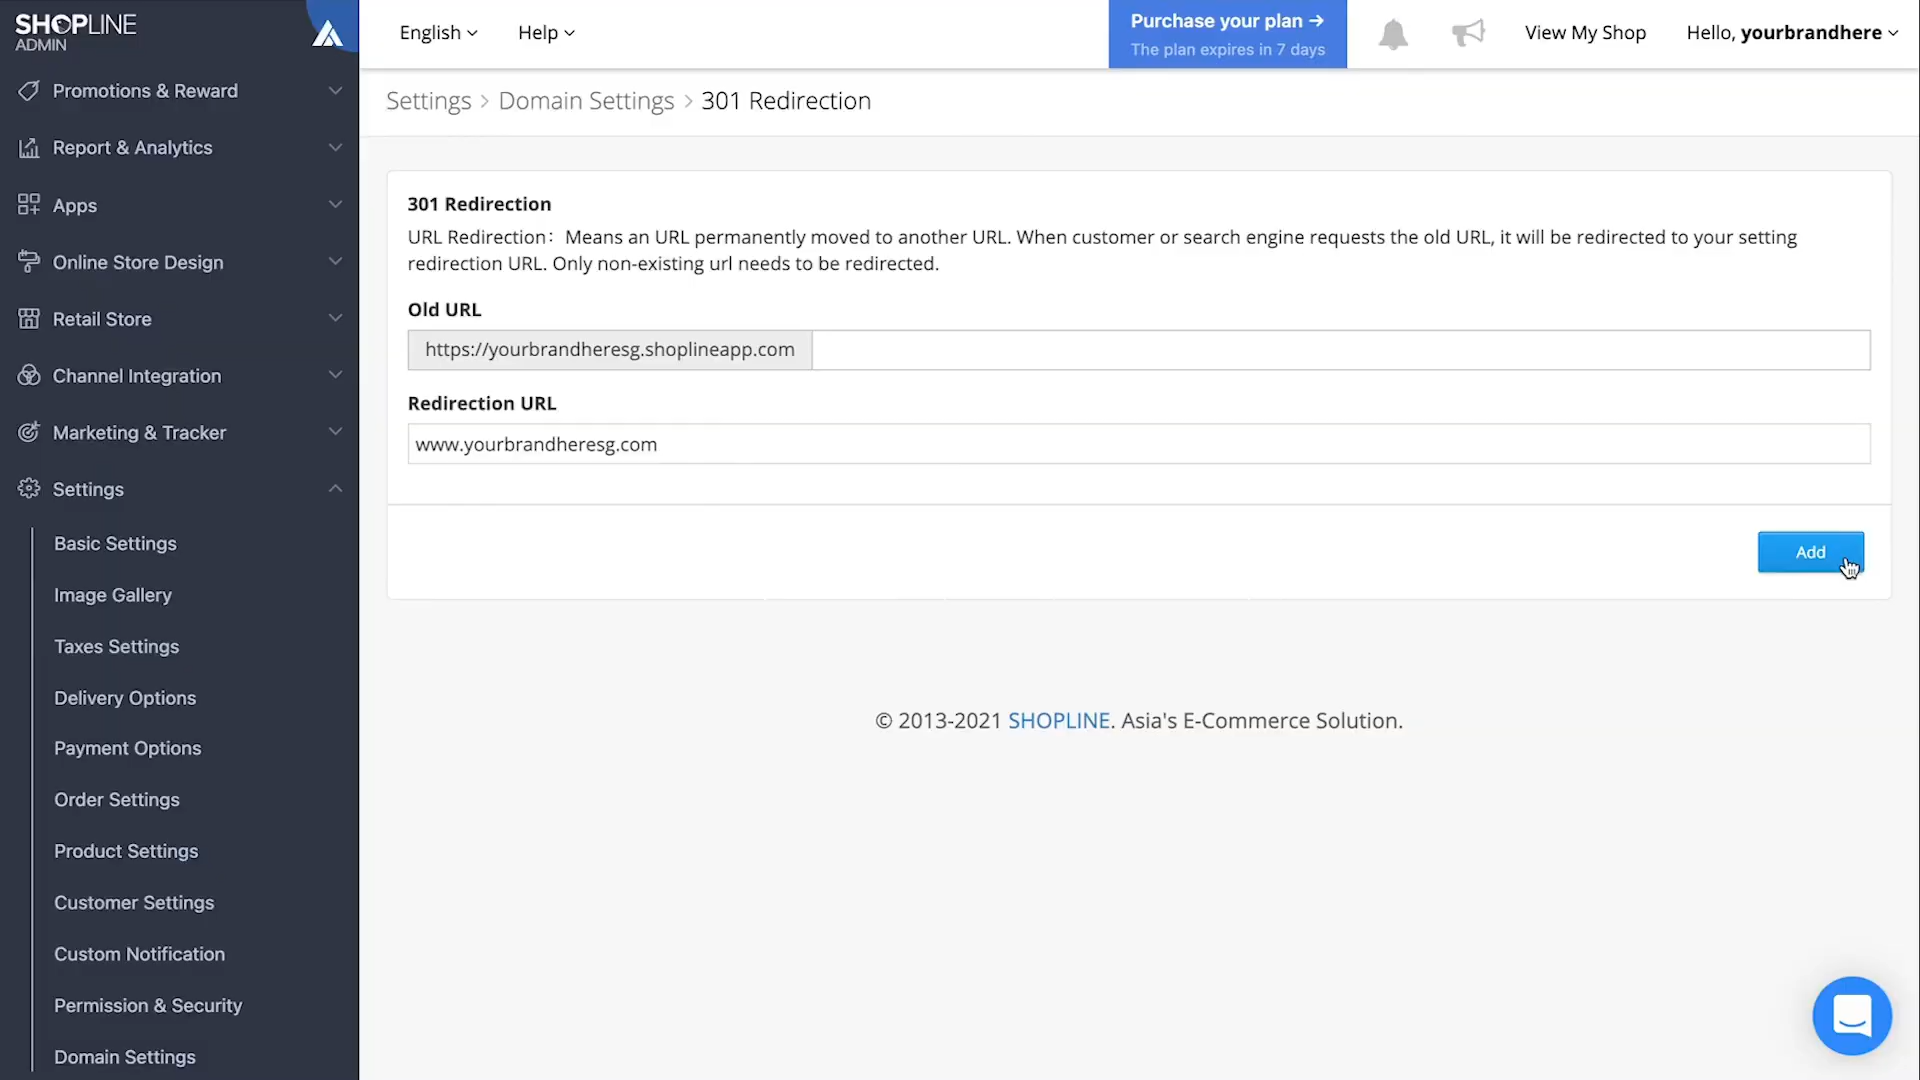 SHOPLINE
ADMIN
English
Help
Purchase your plan →
The plan expires in 7 days
View My Shop
Hello, yourbrandhere
Promotions & Reward
Report & Analytics
Apps
Online Store Design
Retail Store
Channel Integration
Marketing & Tracker
Settings
Basic Settings
Image Gallery
Taxes Settings
Delivery Options
Payment Options
Order Settings
Product Settings
Customer Settings
Custom Notification
Permission & Security
Domain Settings
Settings > Domain Settings > 301 Redirection
301 Redirection
URL Redirection： Means an URL permanently moved to another URL. When customer or search engine requests the old URL, it will be redirected to your setting
redirection URL. Only non-existing url needs to be redirected.
Old URL
https://yourbrandheresg.shoplineapp.com
Redirection URL
www.yourbrandheresg.com
Add
© 2013-2021 SHOPLINE. Asia's E-Commerce Solution.